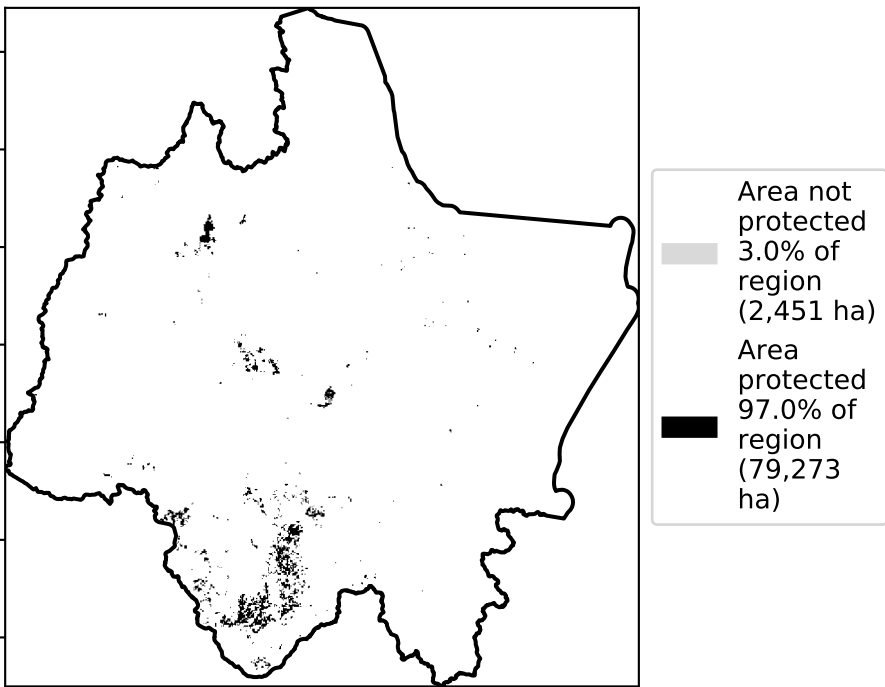 Area not
protected
3.0% of
region
(2,451 ha)
Area
protected
97.0% of
region
(79,273
ha)